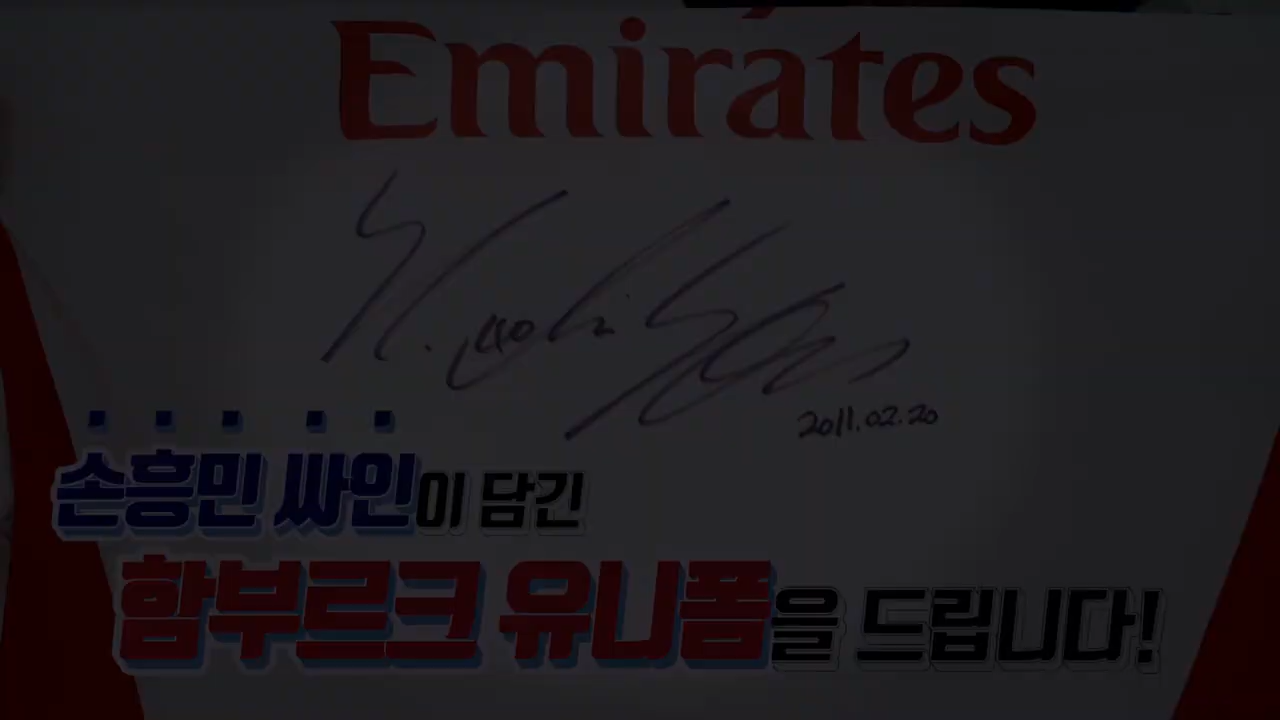 Emirates
40
2011.02.20
손흥민 싸인이 담긴
함부르크 유니폼을 드립니다!